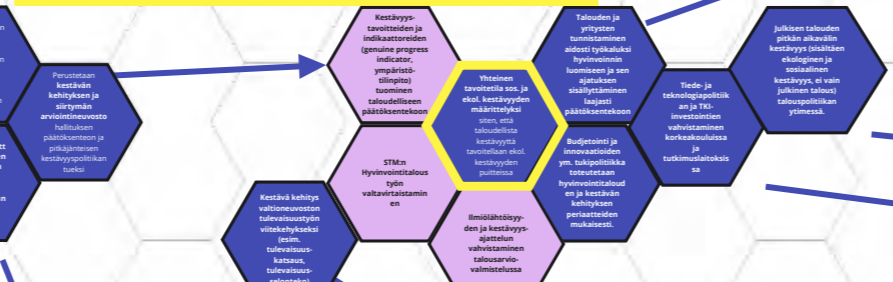 n
n
n
tt
en
o
n
Perustetaan
kestävän
kehityksen ja
siirtymän
arviointineuvosto
hallituksen
päätöksenteon ja
pitkäjänteisen
kestävyyspolitiikan
tueksi
Kestävä kehitys
valtioneuvoston
tulevaisuustyön
viitekehykseksi
(esim.
tulevaisuus-
katsaus,
tulevaisuus-
selonteko)
Kestävyys-
tavoitteiden ja
indikaattoreiden
(genuine progress
indicator,
ympäristö-
tilinpito)
tuominen
taloudelliseen
päätöksentekoon
STM:n
Hyvinvointitalous
työn
valtavirtaistamin
en
Yhteinen
tavoitetila sos. ja
ekol. kestävyyden
määrittelyksi
siten, että
taloudellista
kestävyyttä
tavoitellaan ekol.
kestävyyden
puitteissa
Ilmiölähtöisyy-
den ja kestävyys-
ajattelun
vahvistaminen
talousarvio-
valmistelussa
Talouden ja
yritysten
tunnistaminen
aidosti työkaluksi
hyvinvoinnin
luomiseen ja sen
ajatuksen
sisällyttäminen
laajasti
päätöksentekoon
Budjetointi ja
innovaatioiden
ym. tukipolitiikka
toteutetaan
hyvinvointitaloud
en ja kestävän
kehityksen
periaatteiden
mukaisesti.
Tiede- ja
teknologiapolitiik
an ja TKI-
investointien
vahvistaminen
korkeakouluissa
ja
tutkimuslaitoksis
sa
Julkisen talouden
pitkän aikavälin
kestävyys (sisältäen
ekologinen ja
sosiaalinen
kestävyys, ei vain
julkinen talous)
talouspolitiikan
ytimessä.